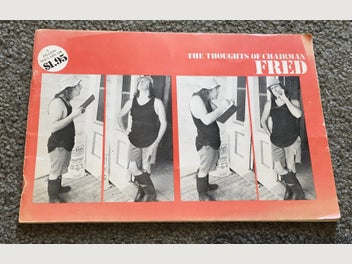 $1.95
THE THOUGHTS OF CHAIRMAN
FRED